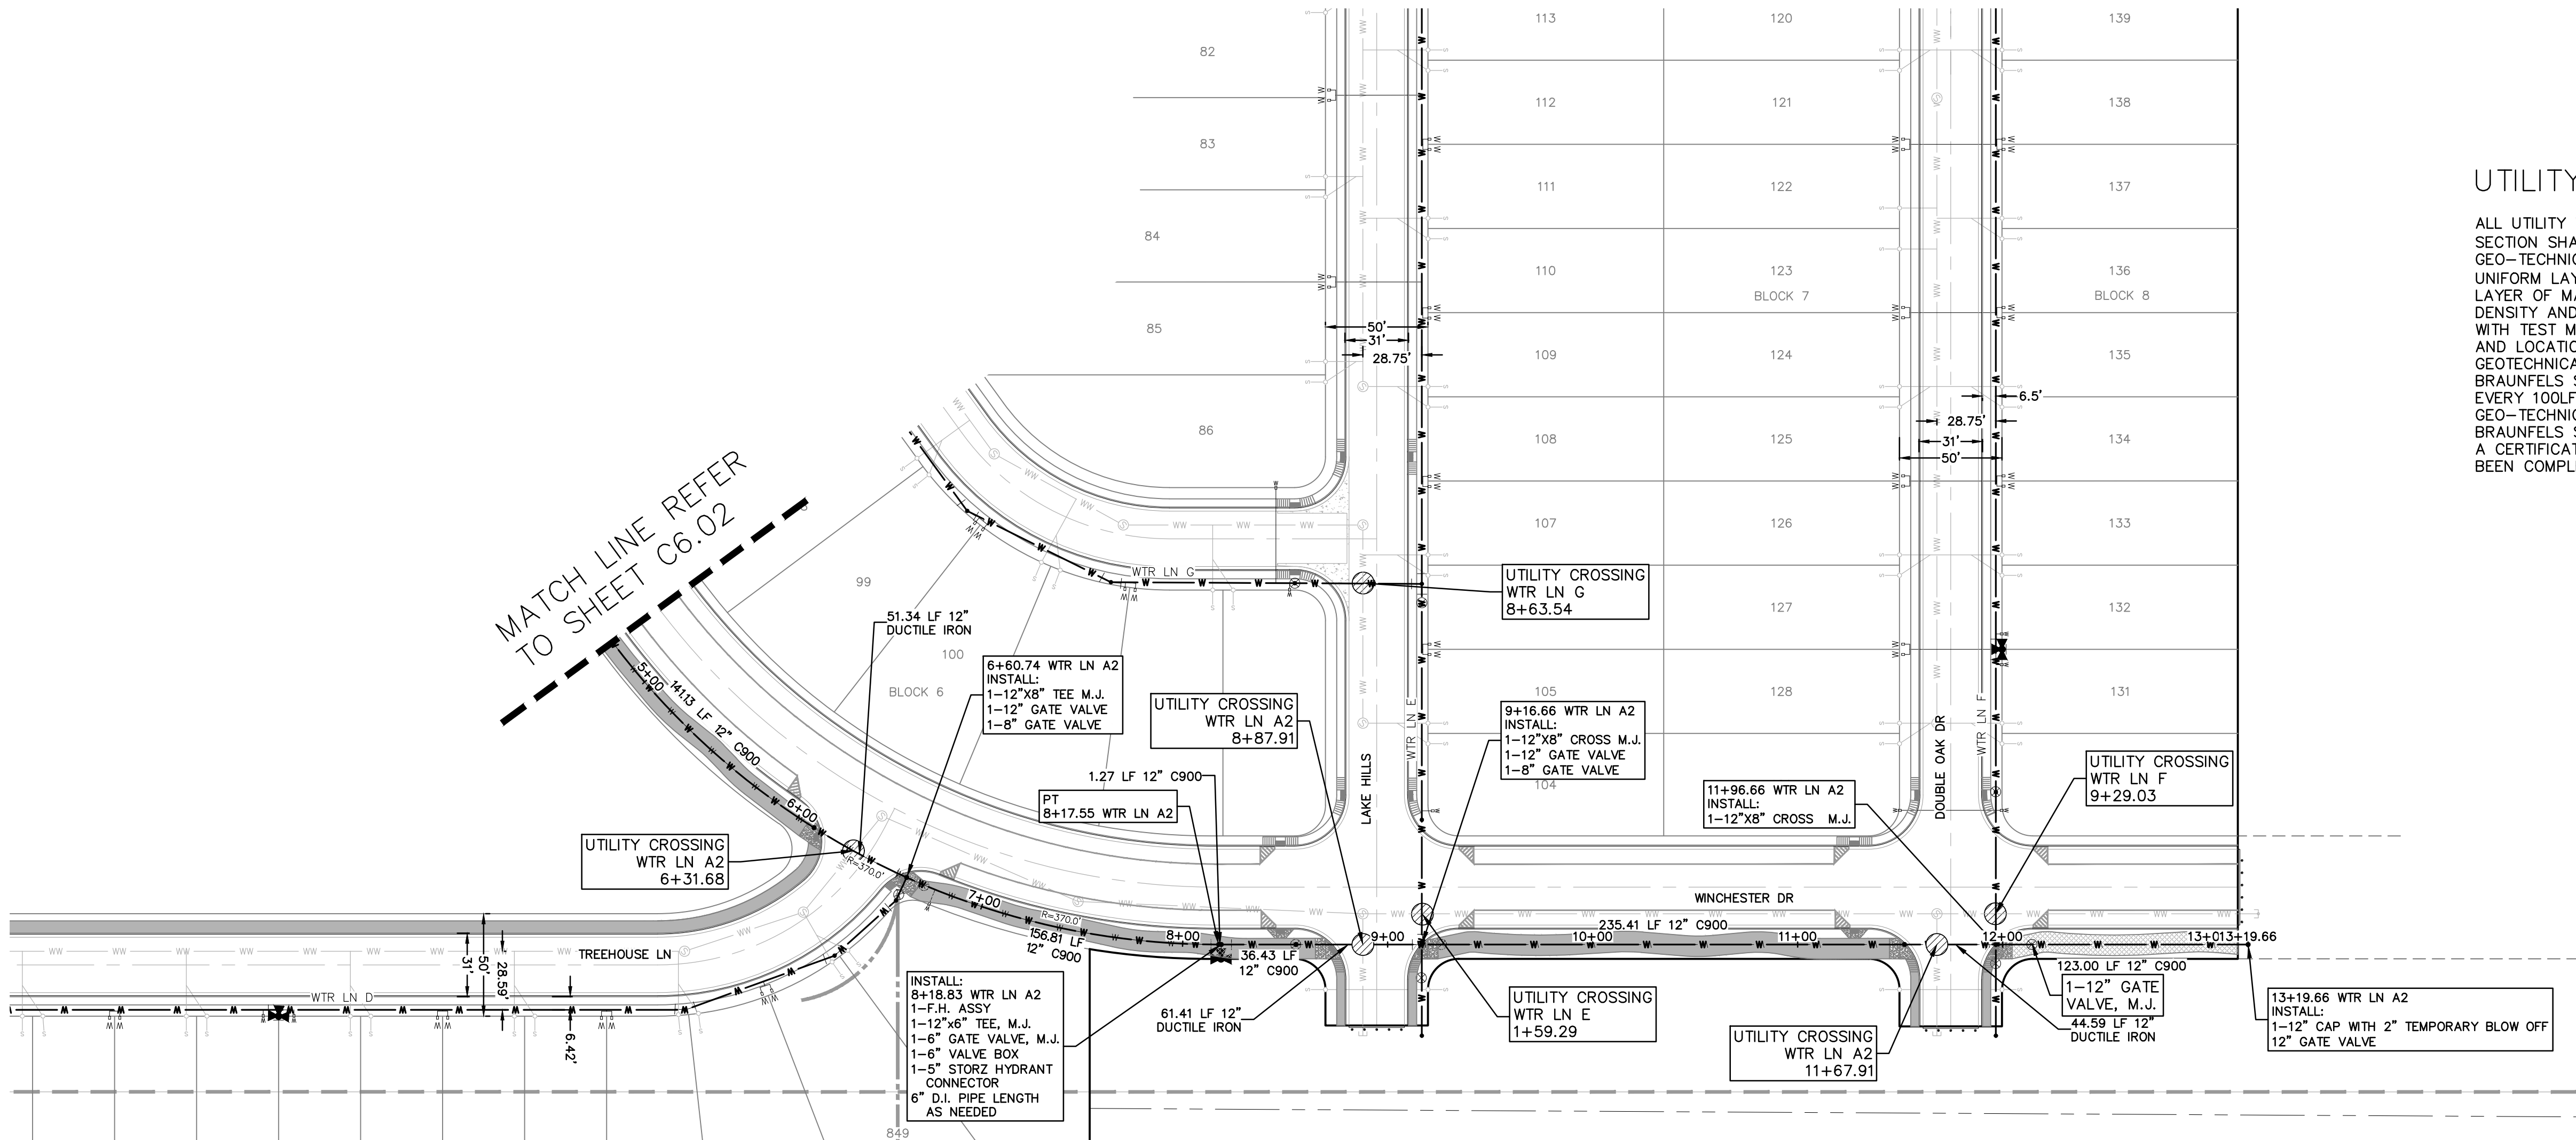 82
83
84
85
86
113
112
111
110
109
108
107
105
104
120
121
122
123
BLOCK 7
124
125
126
127
128
139
138
137
136
BLOCK 8
135
134
133
132
131
UTILITY
ALL UTILITY
SECTION SHA
GEO-TECHNIC
UNIFORM LAY
LAYER OF MA
DENSITY AND
WITH TEST M
AND LOCATIO
GEOTECHNICA
BRAUNFELS S
EVERY 100LF
GEO-TECHNIC
BRAUNFELS S
A CERTIFICAT
BEEN COMPL
50'
31'
28.75'
6.5'
28.75'
31'
50'
MATCH LINE REFER
TO SHEET C6.02
99
100
BLOCK 6
WTR LN G
UTILITY CROSSING
WTR LN G
8+63.54
51.34 LF 12"
DUCTILE IRON
6+60.74 WTR LN A2
INSTALL:
1-12"X8" TEE M.J.
1-12" GATE VALVE
1-8" GATE VALVE
UTILITY CROSSING
WTR LN A2
8+87.91
1.27 LF 12" C900
PT
8+17.55 WTR LN A2
LAKE HILLS
WTR LN E
9+16.66 WTR LN A2
INSTALL:
1-12"X8" CROSS M.J.
1-12" GATE VALVE
1-8" GATE VALVE
11+96.66 WTR LN A2
INSTALL:
1-12"X8" CROSS M.J.
DOUBLE OAK DR
WTR LN F
UTILITY CROSSING
WTR LN F
9+29.03
5+00
141.13 LF 12" C900
6+00
UTILITY CROSSING
WTR LN A2
6+31.68
R=370.0'
7+00
R=370.0'
156.81 LF
12" C900
8+00
36.43 LF
12" C900
9+00
WINCHESTER DR
235.41 LF 12" C900
10+00
11+00
12+00
13+0
13+19.66
123.00 LF 12" C900
1-12" GATE
VALVE, M.J.
44.59 LF 12"
DUCTILE IRON
13+19.66 WTR LN A2
INSTALL:
1-12" CAP WITH 2" TEMPORARY BLOW OFF
12" GATE VALVE
UTILITY CROSSING
WTR LN A2
11+67.91
UTILITY CROSSING
WTR LN E
1+59.29
61.41 LF 12"
DUCTILE IRON
INSTALL:
8+18.83 WTR LN A2
1-F.H. ASSY
1-12"x6" TEE, M.J.
1-6" GATE VALVE, M.J.
1-6" VALVE BOX
1-5" STORZ HYDRANT
CONNECTOR
6" D.I. PIPE LENGTH
AS NEEDED
TREEHOUSE LN
WTR LN D
31'
50'
28.59'
6.42'
849